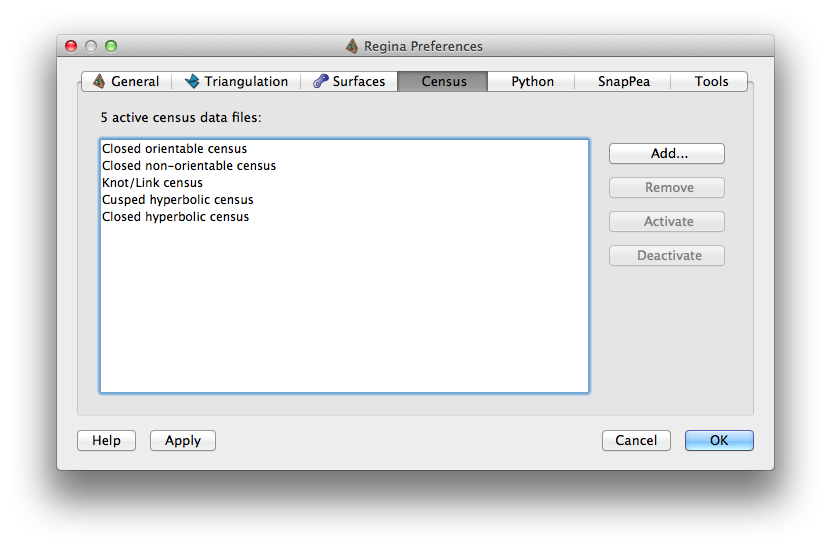 Regina Preferences
General Triangulation Surfaces Census Python SnapPea Tools
5 active census data files:
Closed orientable census
Closed non-orientable census
Knot/Link census
Cusped hyperbolic census
Closed hyperbolic census
Add...
Remove
Activate
Deactivate
Help Apply Cancel OK